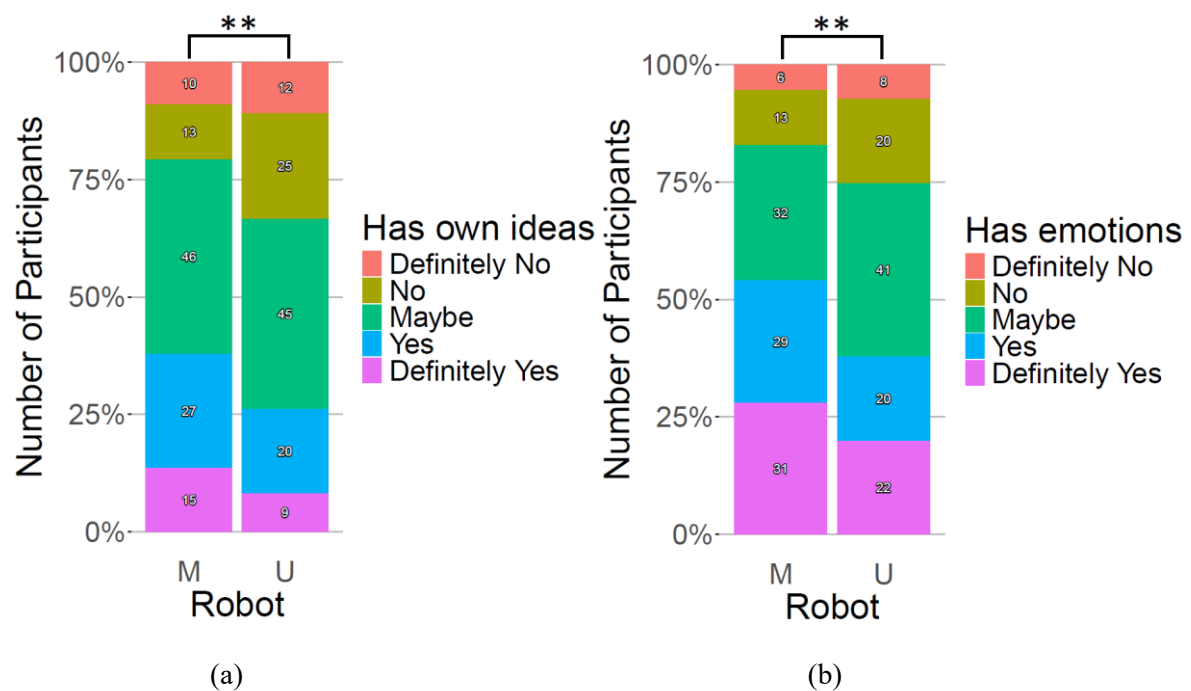 **
100%
75%
50%
25%
0%
Number of Participants
10
13
46
27
15
12
25
45
20
9
M U
Robot
Has own ideas
Definitely No
No
Maybe
Yes
Definitely Yes
(a)
**
100%
75%
50%
25%
0%
Number of Participants
6
13
32
29
31
8
20
41
20
22
M U
Robot
Has emotions
Definitely No
No
Maybe
Yes
Definitely Yes
(b)